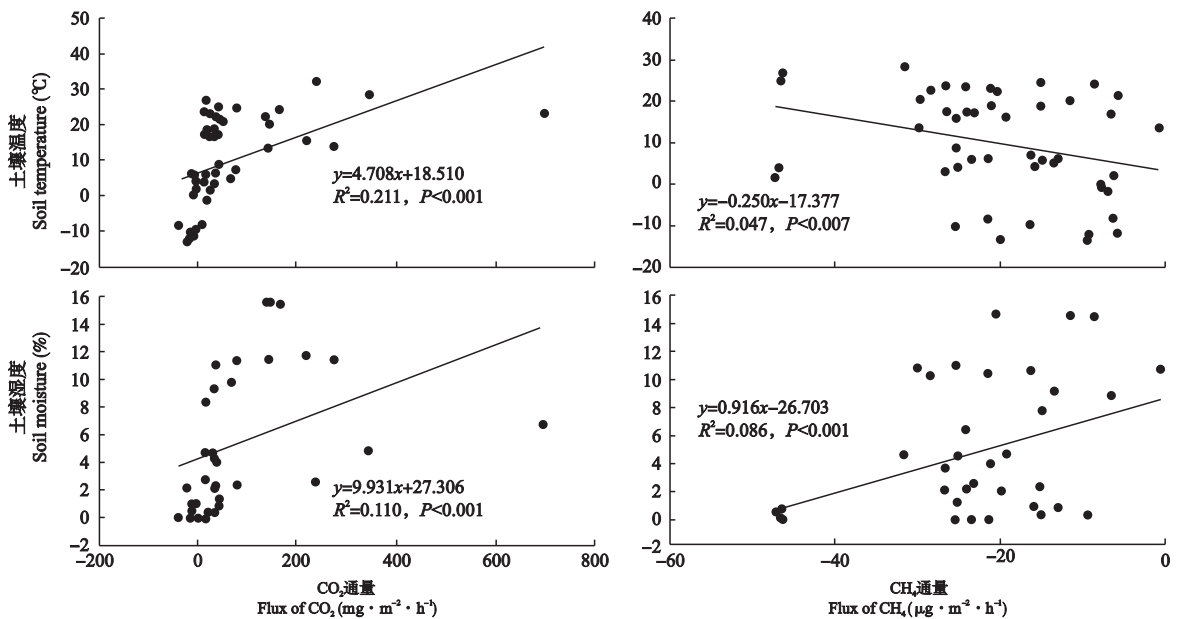 50
40
30
20
10
0
−10
−20
土壤温度
Soil temperature (℃)
y=4.708x+18.510
R²=0.211，P<0.001
40
30
20
10
0
−10
−20
y=−0.250x−17.377
R²=0.047，P<0.007
16
14
12
10
8
6
4
2
0
−2
土壤湿度
Soil moisture (%)
y=9.931x+27.306
R²=0.110，P<0.001
−200 0 200 400 600 800
CO₂通量
Flux of CO₂ (mg·m⁻²·h⁻¹)
16
14
12
10
8
6
4
2
0
−2
y=0.916x−26.703
R²=0.086，P<0.001
−60 −40 −20 0
CH₄通量
Flux of CH₄ (μg·m⁻²·h⁻¹)